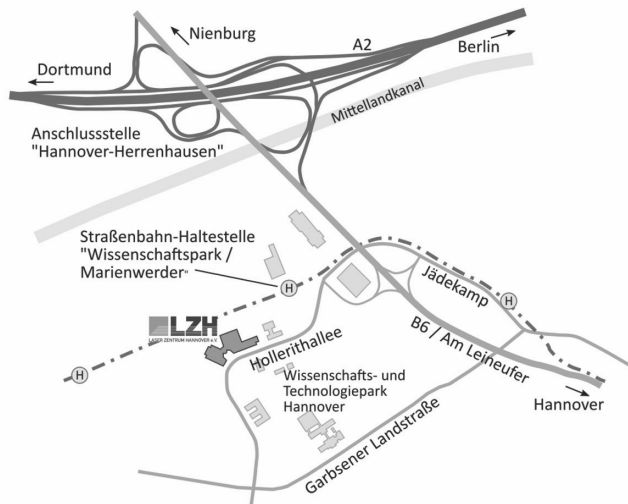 Nienburg
A2
Berlin
Dortmund
Mittellandkanal
Anschlussstelle
"Hannover-Herrenhausen"
Straßenbahn-Haltestelle
"Wissenschaftspark /
Marienwerder"
H
Jädekamp
H
LZH
LASER ZENTRUM HANNOVER e.V.
Hollerithallee
B6 / Am Leineufer
H
Wissenschafts- und
Technologiepark
Hannover
Hannover
Garbsener Landstraße